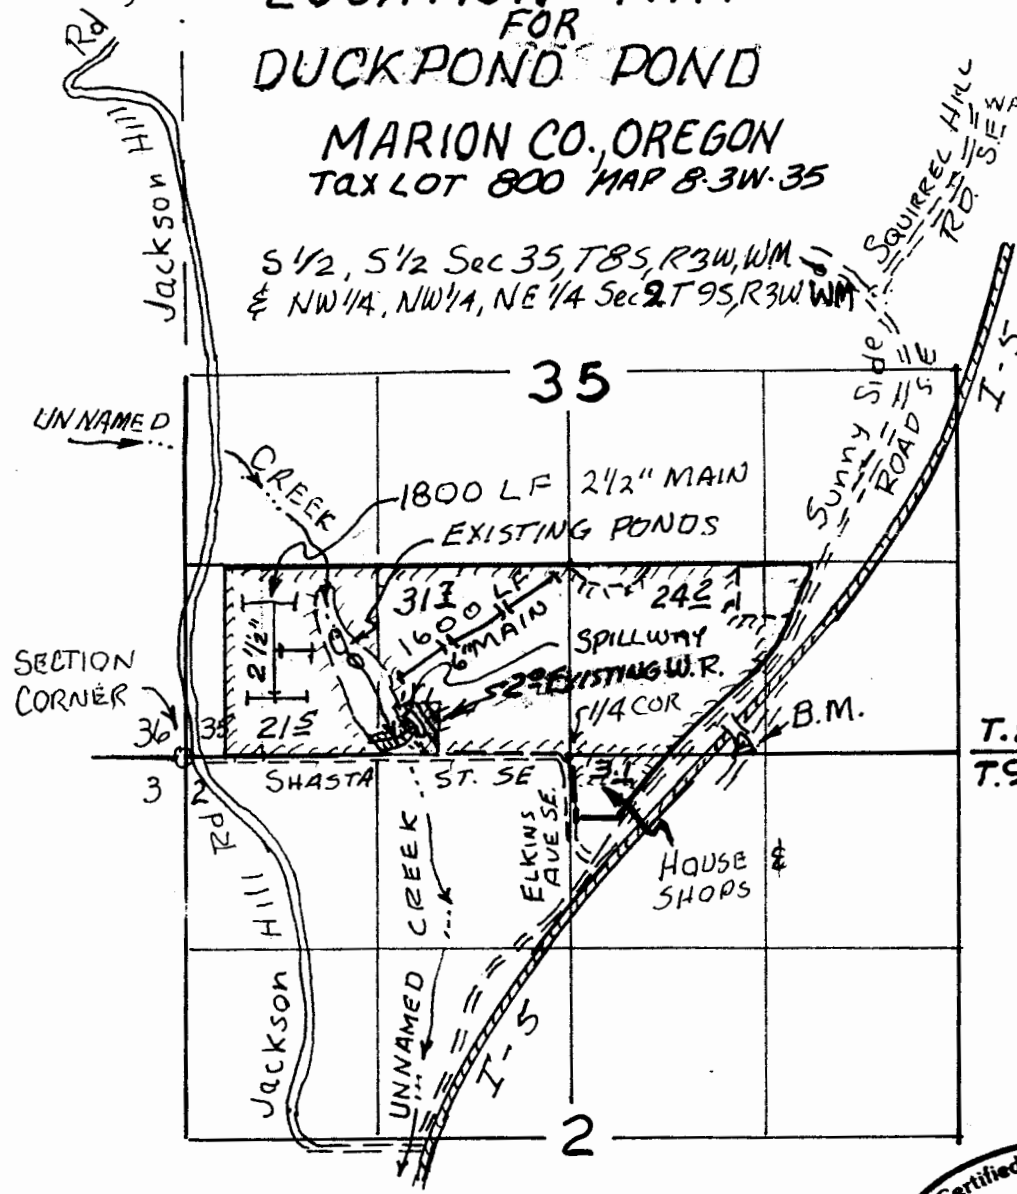 FOR
DUCKPOND POND
MARION CO., OREGON
TAX LOT 800 MAP 8·3W·35
S 1/2, S 1/2 Sec 35, T8S, R3W, WM
& NW 1/4, NW 1/4, NE 1/4 Sec 2 T 9S, R3W WM
Jackson Hill Rd
SQUIRREL HILL
RD. SE
Sunny Side
ROAD SE
I-5
35
UNNAMED
CREEK
1800 LF 2 1/2" MAIN
EXISTING PONDS
31
1600 LF
6" MAIN
24 2
2 1/2"
SPILLWAY
EXISTING W.R.
1/4 COR
B.M.
SECTION
CORNER
36 35
21 5
3 2
SHASTA ST. SE
3.1
T.9
ELKINS
AVE SE.
HOUSE &
SHOPS
UNNAMED CREEK
Jackson Hill Rd
I-5
2
Certified